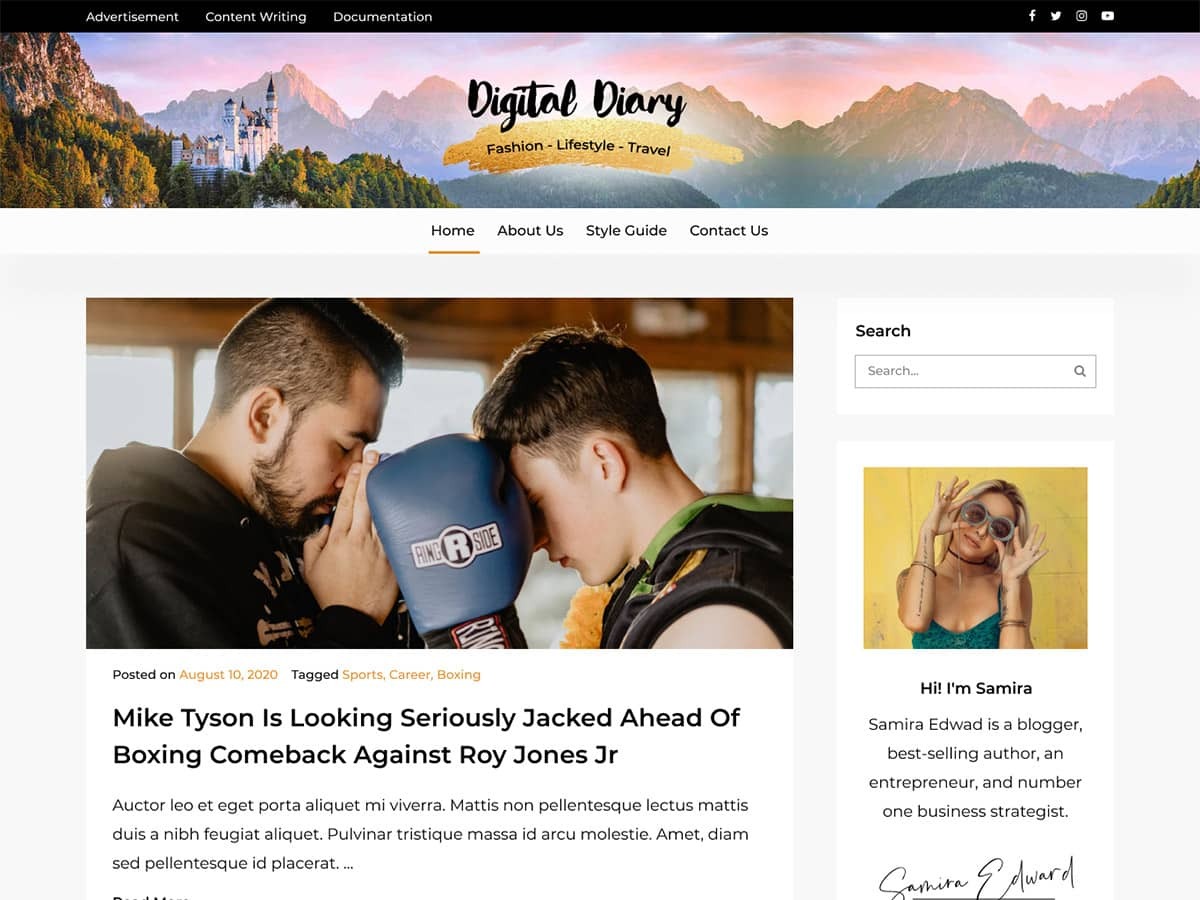 Advertisement Content Writing Documentation
Digital Diary
Fashion - Lifestyle - Travel
Home About Us Style Guide Contact Us
RING R SIDE
RING
Posted on August 10, 2020 Tagged Sports, Career, Boxing
Mike Tyson Is Looking Seriously Jacked Ahead Of
Boxing Comeback Against Roy Jones Jr
Auctor leo et eget porta aliquet mi viverra. Mattis non pellentesque lectus mattis
duis a nibh feugiat aliquet. Pulvinar tristique massa id arcu molestie. Amet, diam
sed pellentesque id placerat. ...
Read More
Search
Search...
Hi! I'm Samira
Samira Edwad is a blogger,
best-selling author, an
entrepreneur, and number
one business strategist.
Samira Edward